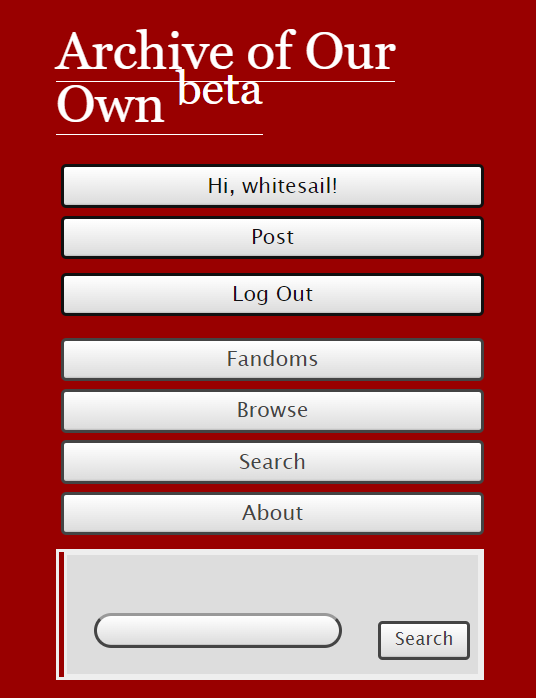 Archive of Our
Own beta
Hi, whitesail!
Post
Log Out
Fandoms
Browse
Search
About
Search